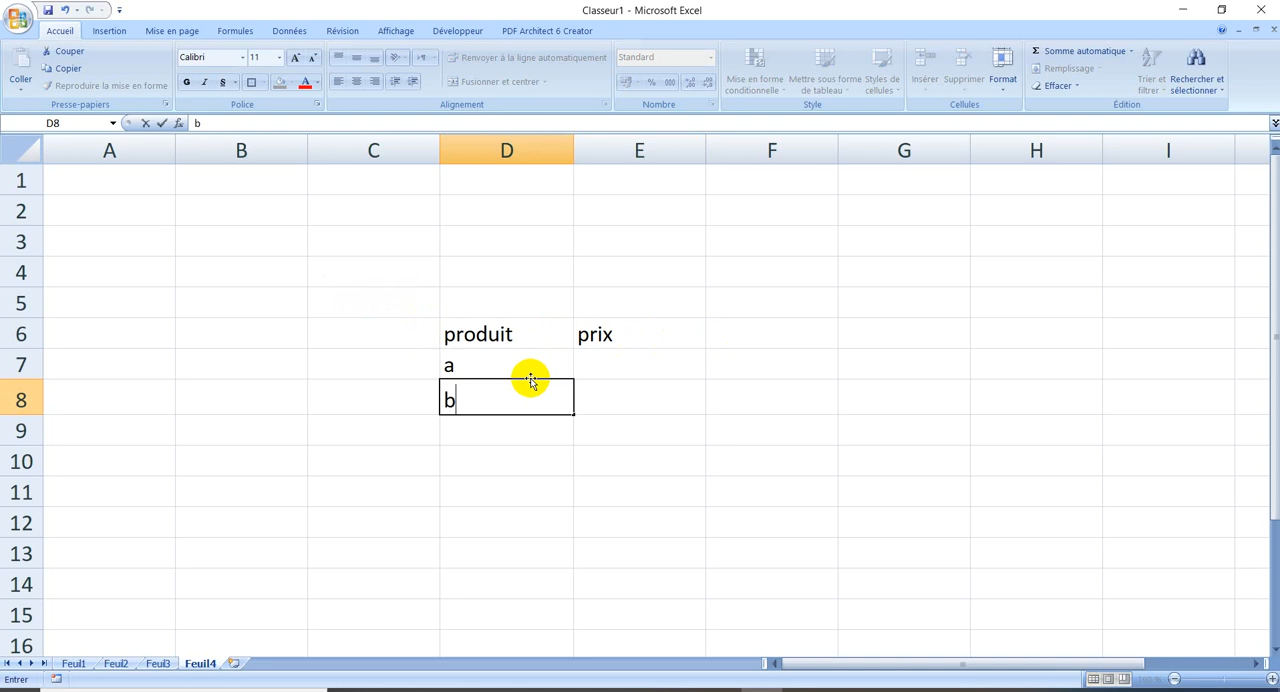 Classeur1 - Microsoft Excel
Accueil Insertion Mise en page Formules Données Révision Affichage Développeur PDF Architect 6 Creator
Coller
Couper
Copier
Reproduire la mise en forme
Presse-papiers
Calibri 11
G I S
Police
Renvoyer à la ligne automatiquement
Fusionner et centrer
Alignement
Standard
% 000
Nombre
Mise en forme conditionnelle
Mettre sous forme de tableau
Styles de cellules
Style
Insérer Supprimer Format
Cellules
Σ Somme automatique
Remplissage
Effacer
Trier et filtrer
Rechercher et sélectionner
Édition
D8 fx b
A B C D E F G H I
1
2
3
4
5
6 produit prix
7 a
8 b
9
10
11
12
13
14
15
16
Feuil1 Feuil2 Feuil3 Feuil4
Entrer